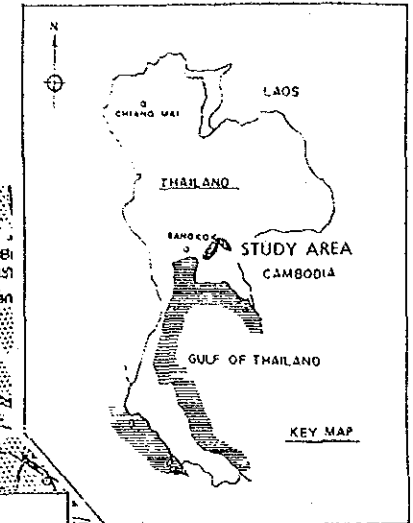 N
LAOS
CHIANG MAI
THAILAND
BANGKOK
STUDY AREA
CAMBODIA
GULF OF THAILAND
KEY MAP